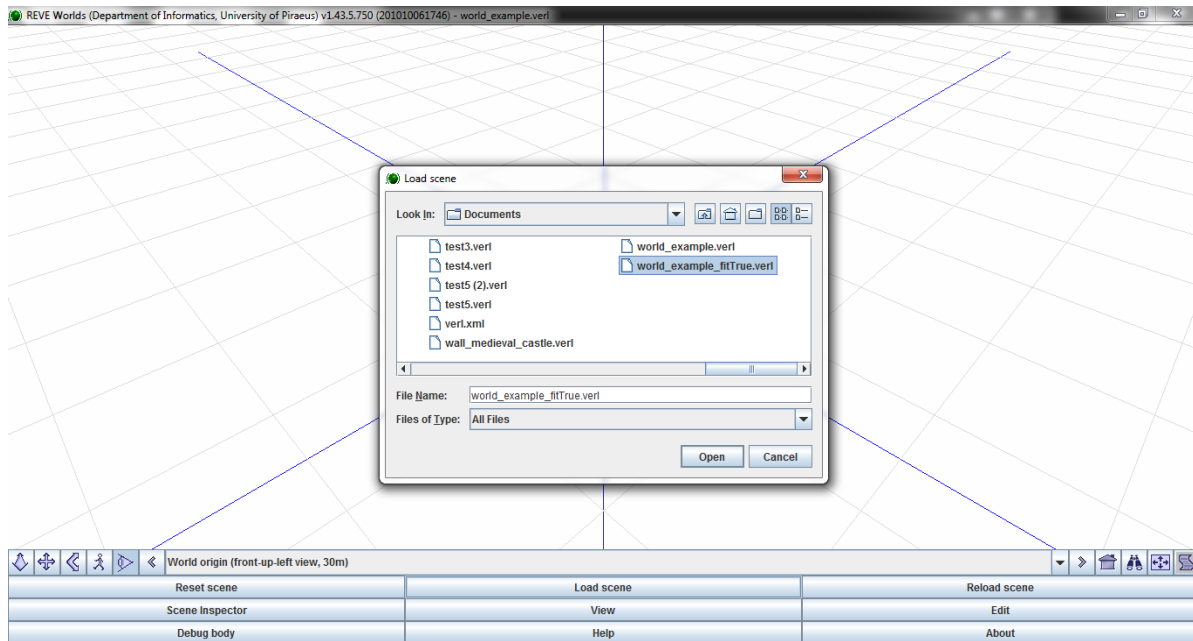 REVE Worlds (Department of Informatics, University of Piraeus) v1.43.5.750 (201010061746) - world_example.verl
Load scene
Look In: Documents
test3.verl world_example.verl
test4.verl world_example_fitTrue.verl
test5 (2).verl
test5.verl
verl.xml
wall_medieval_castle.verl
File Name: world_example_fitTrue.verl
Files of Type: All Files
Open Cancel
World origin (front-up-left view, 30m)
Reset scene Load scene Reload scene
Scene Inspector View Edit
Debug body Help About